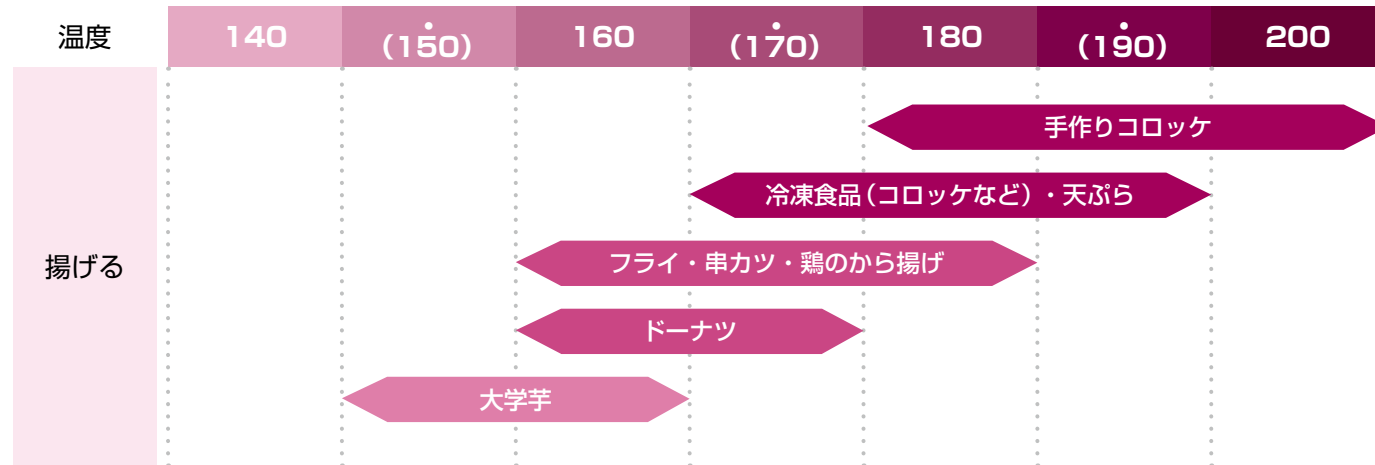 温度 140 (150) 160 (170) 180 (190) 200
手作りコロッケ
冷凍食品(コロッケなど)・天ぷら
揚げる
フライ・串カツ・鶏のから揚げ
ドーナツ
大学芋